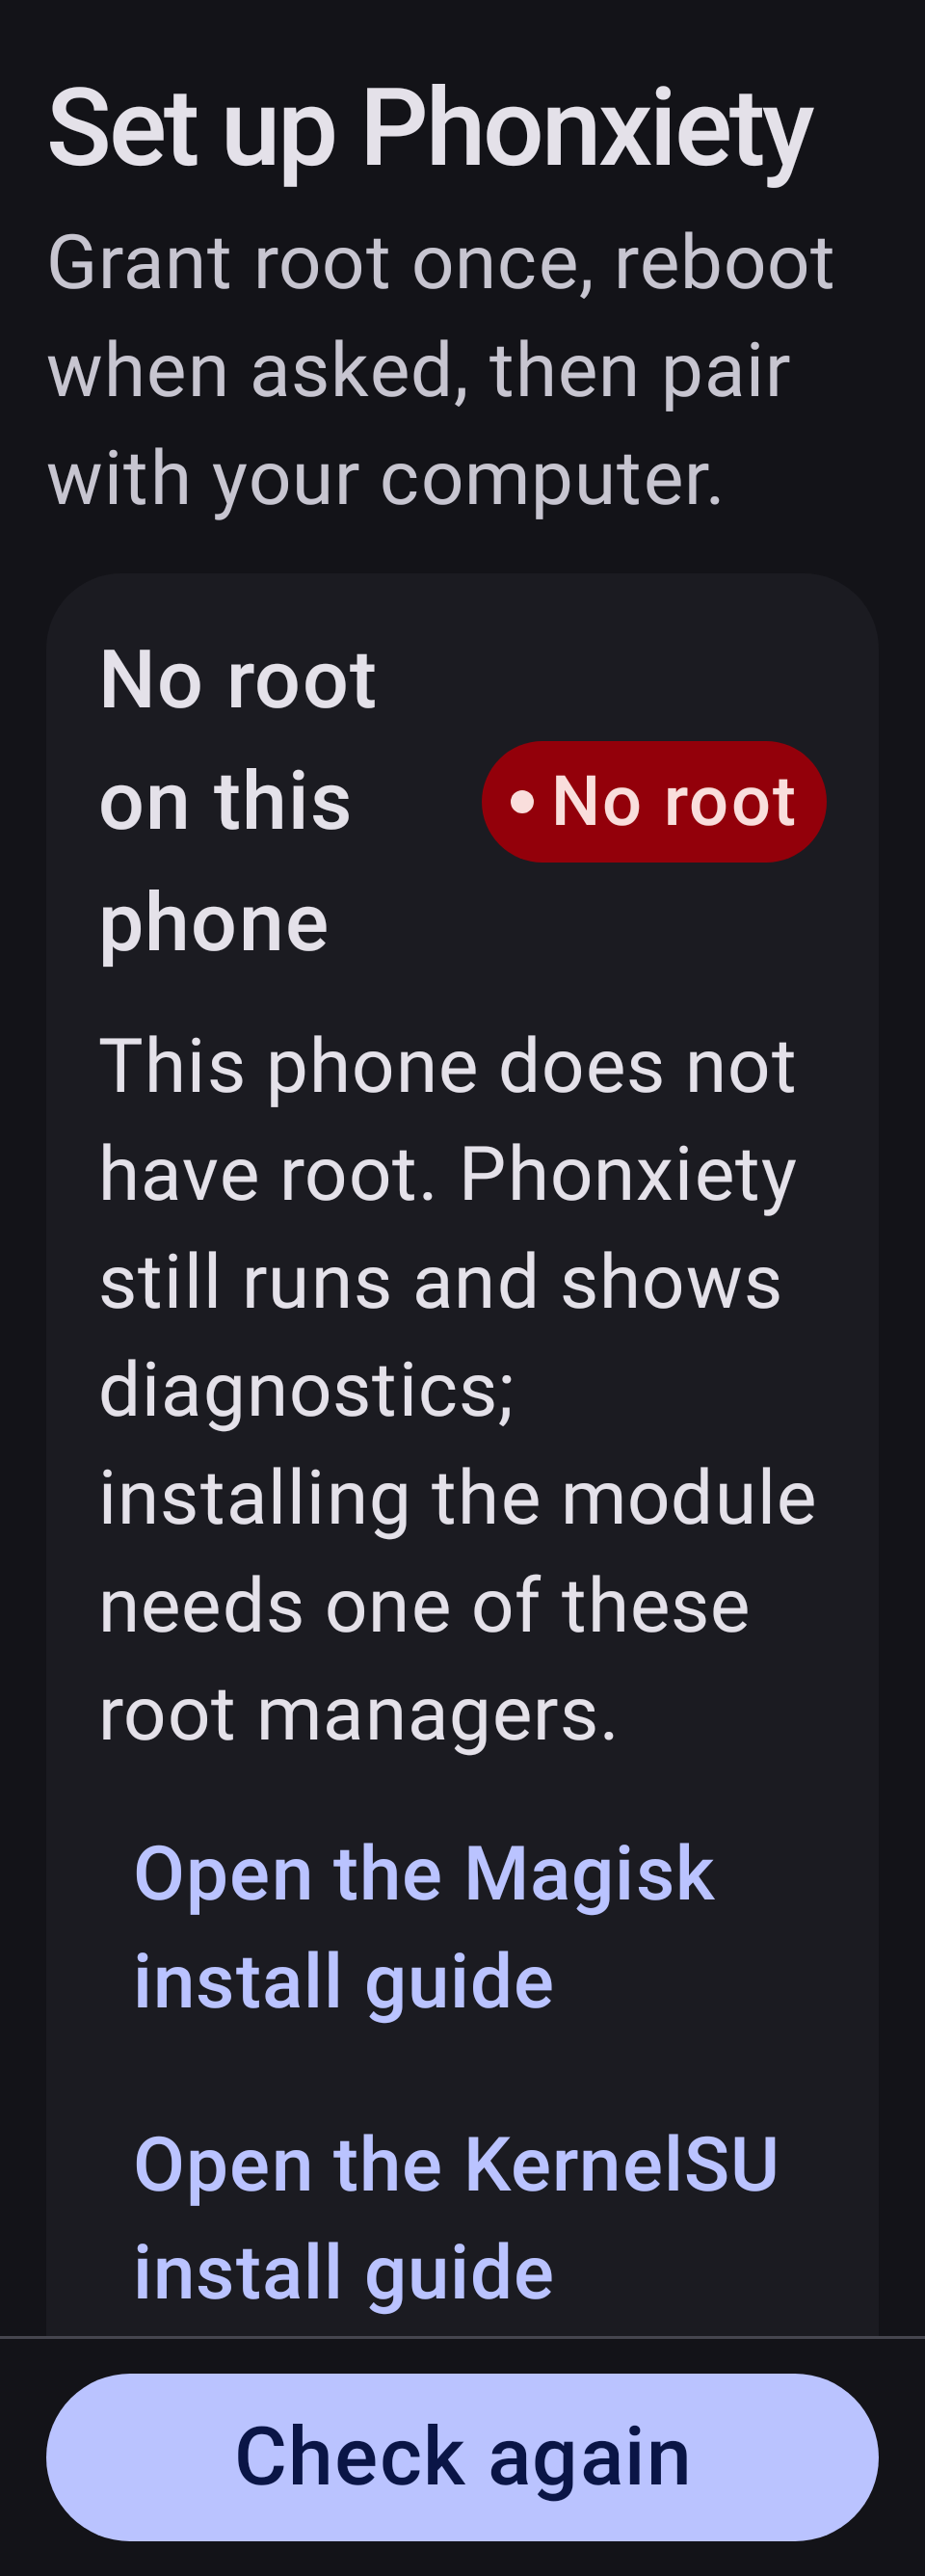 Set up Phonxiety
Grant root once, reboot
when asked, then pair
with your computer.
No root
on this
phone
• No root
This phone does not
have root. Phonxiety
still runs and shows
diagnostics;
installing the module
needs one of these
root managers.
Open the Magisk
install guide
Open the KernelSU
install guide
Check again